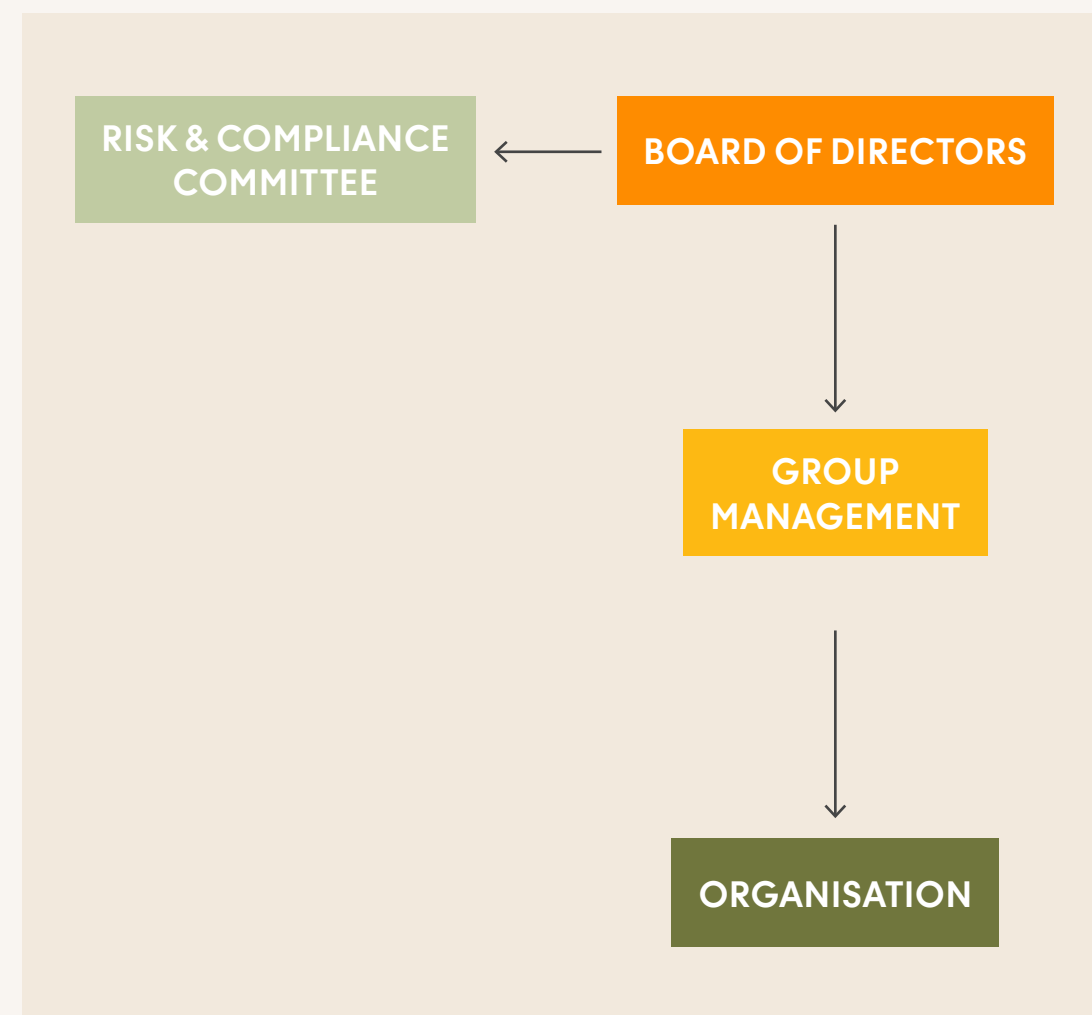 RISK & COMPLIANCE
COMMITTEE
BOARD OF DIRECTORS
GROUP
MANAGEMENT
ORGANISATION